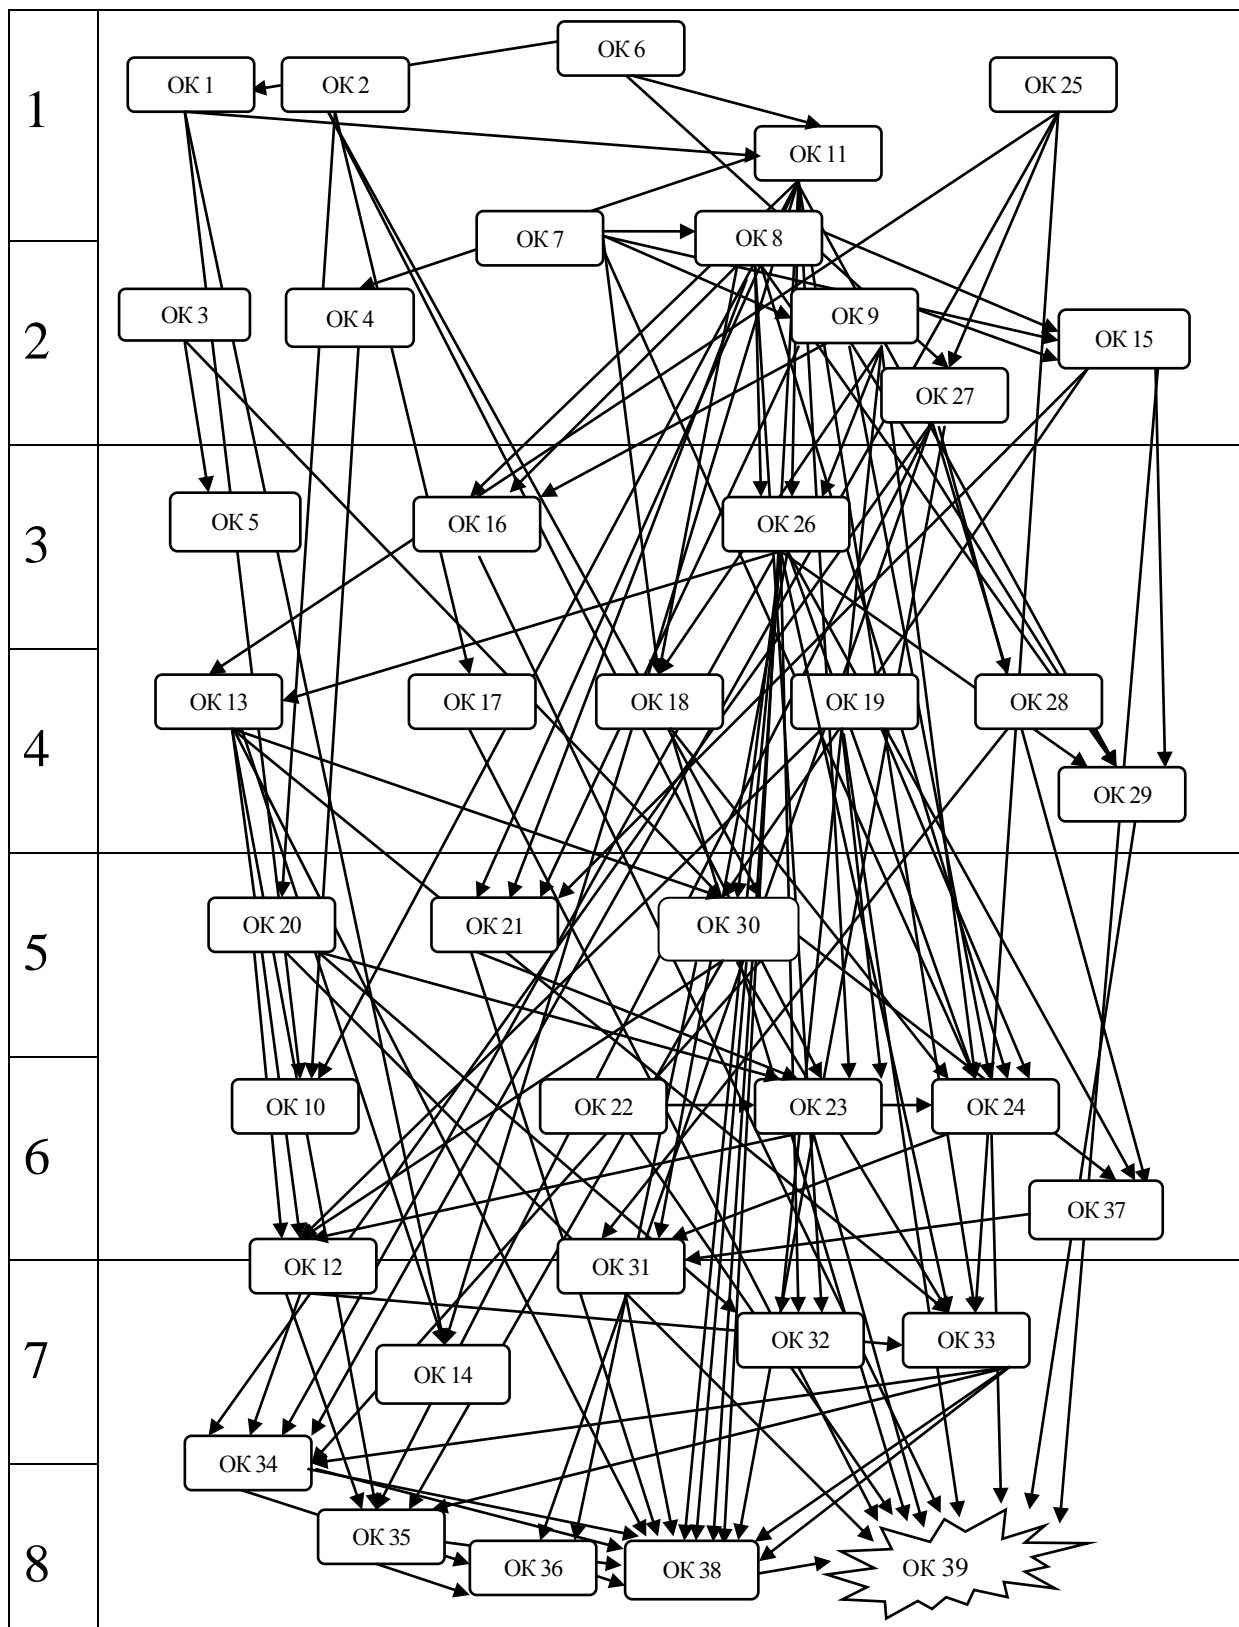 1
ОК 6
ОК 1
ОК 2
ОК 25
ОК 11
ОК 7
ОК 8
2
ОК 3
ОК 4
ОК 9
ОК 15
ОК 27
3
ОК 5
ОК 16
ОК 26
4
ОК 13
ОК 17
ОК 18
ОК 19
ОК 28
ОК 29
5
ОК 20
ОК 21
ОК 30
6
ОК 10
ОК 22
ОК 23
ОК 24
ОК 37
ОК 12
ОК 31
7
ОК 32
ОК 33
ОК 14
ОК 34
8
ОК 35
ОК 36
ОК 38
ОК 39